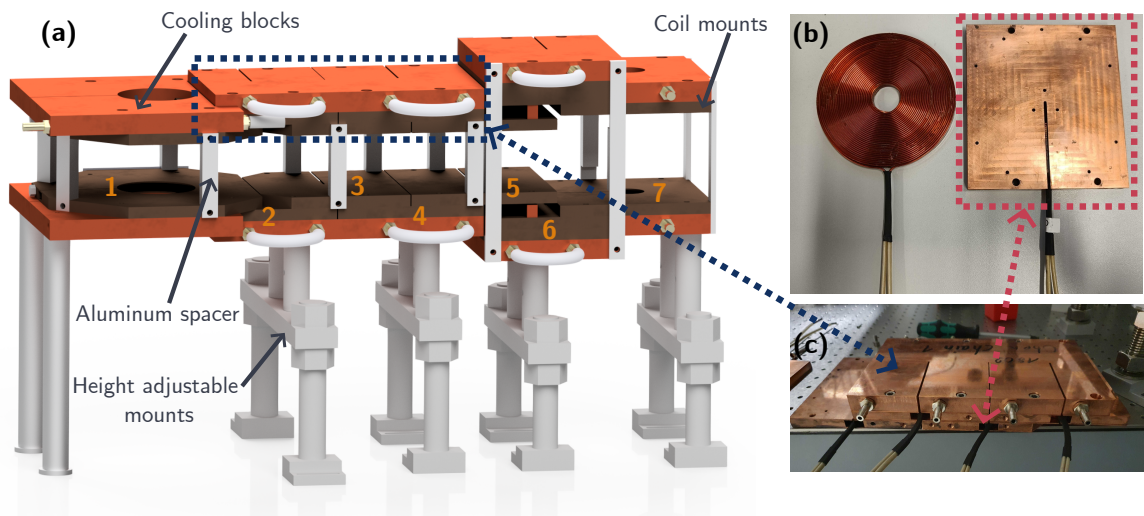 (a)
Cooling blocks
Coil mounts
(b)
1
2
3
4
5
6
7
Aluminum spacer
Height adjustable
mounts
(c)